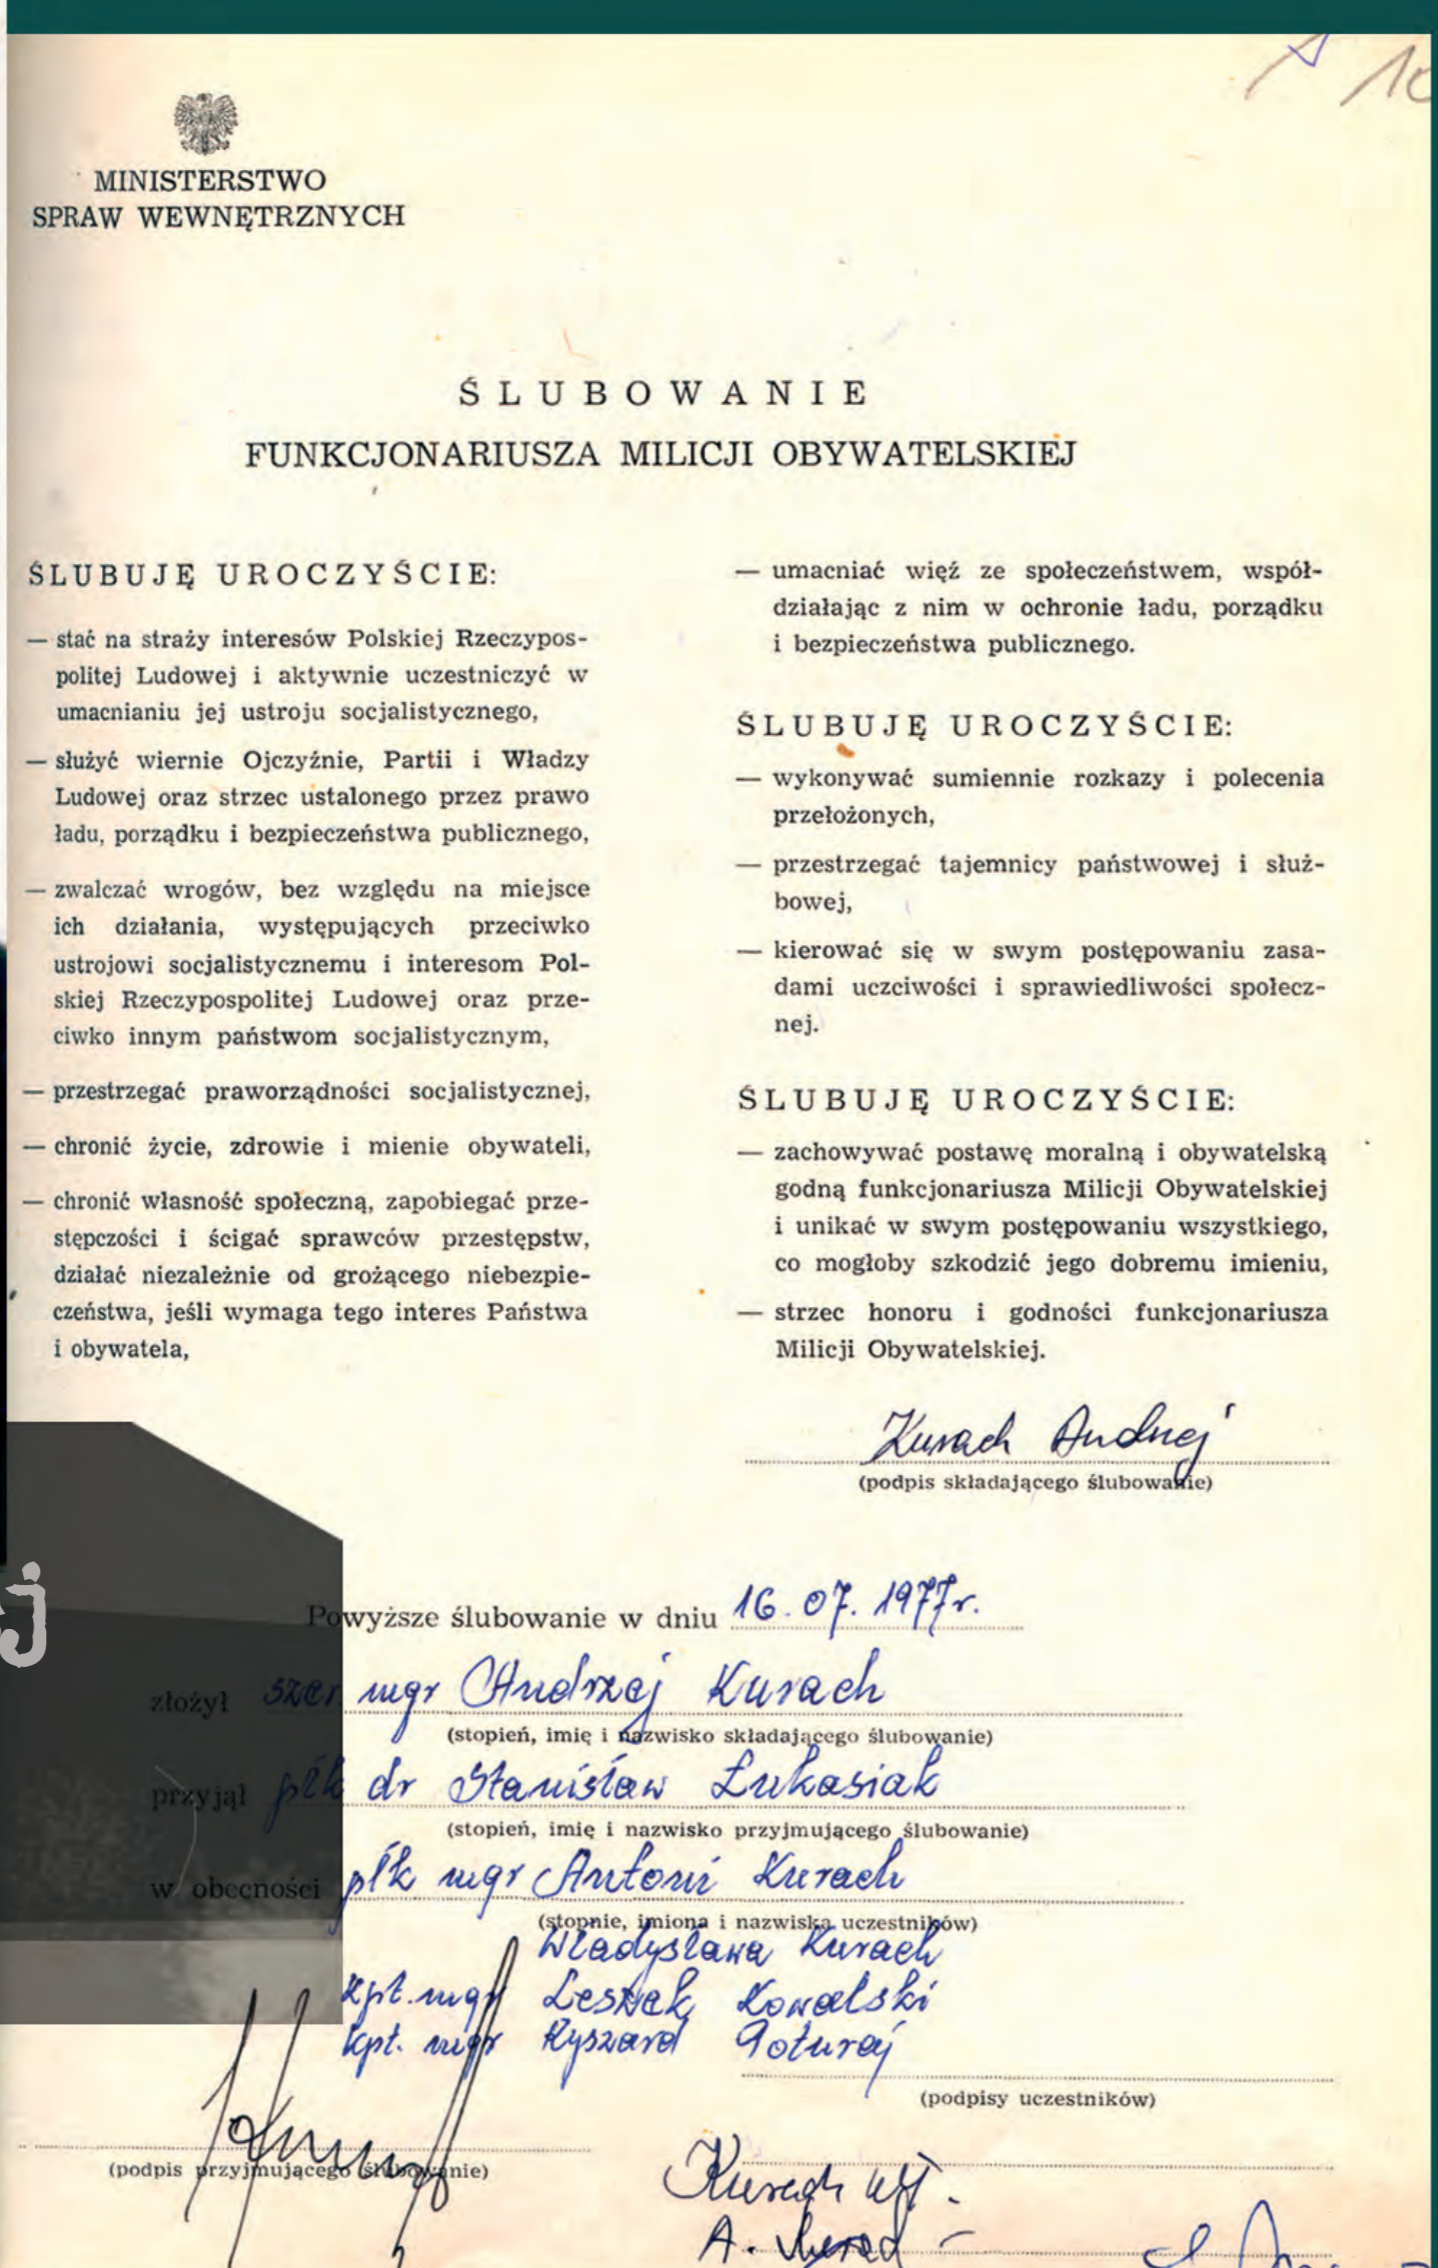 A 10
MINISTERSTWO
SPRAW WEWNĘTRZNYCH
ŚLUBOWANIE
FUNKCJONARIUSZA MILICJI OBYWATELSKIEJ
ŚLUBUJĘ UROCZYŚCIE:
— stać na straży interesów Polskiej Rzeczypos-
politej Ludowej i aktywnie uczestniczyć w
umacnianiu jej ustroju socjalistycznego,
— służyć wiernie Ojczyźnie, Partii i Władzy
Ludowej oraz strzec ustalonego przez prawo
ładu, porządku i bezpieczeństwa publicznego,
— zwalczać wrogów, bez względu na miejsce
ich działania, występujących przeciwko
ustrojowi socjalistycznemu i interesom Pol-
skiej Rzeczypospolitej Ludowej oraz prze-
ciwko innym państwom socjalistycznym,
— przestrzegać praworządności socjalistycznej,
— chronić życie, zdrowie i mienie obywateli,
— chronić własność społeczną, zapobiegać prze-
stępczości i ścigać sprawców przestępstw,
działać niezależnie od grożącego niebezpie-
czeństwa, jeśli wymaga tego interes Państwa
i obywatela,
— umacniać więź ze społeczeństwem, współ-
działając z nim w ochronie ładu, porządku
i bezpieczeństwa publicznego.
ŚLUBUJĘ UROCZYŚCIE:
— wykonywać sumiennie rozkazy i polecenia
przełożonych,
— przestrzegać tajemnicy państwowej i służ-
bowej,
— kierować się w swym postępowaniu zasa-
dami uczciwości i sprawiedliwości społecz-
nej.
ŚLUBUJĘ UROCZYŚCIE:
— zachowywać postawę moralną i obywatelską
godną funkcjonariusza Milicji Obywatelskiej
i unikać w swym postępowaniu wszystkiego,
co mogłoby szkodzić jego dobremu imieniu,
— strzec honoru i godności funkcjonariusza
Milicji Obywatelskiej.
Kurach Andrzej
(podpis składającego ślubowanie)
j
Powyższe ślubowanie w dniu 16.07.1977r.
złożył szer. mgr Andrzej Kurach
(stopień, imię i nazwisko składającego ślubowanie)
przyjął płk dr Stanisław Łukasiak
(stopień, imię i nazwisko przyjmującego ślubowanie)
w obecności płk mgr Antoni Kurach
(stopnie, imiona i nazwiska uczestników)
Władysława Kurach
Kpt. mgr Leszek Kowalski
Kpt. mgr Ryszard Poturaj
(podpisy uczestników)
(podpis przyjmującego ślubowanie)
Kurach Wł.
A. Kurach